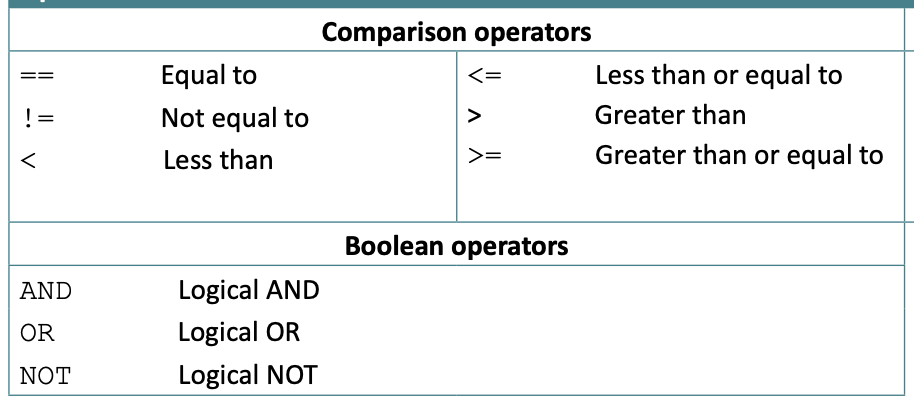 Comparison operators
== Equal to
!= Not equal to
< Less than
<= Less than or equal to
> Greater than
>= Greater than or equal to
Boolean operators
AND Logical AND
OR Logical OR
NOT Logical NOT